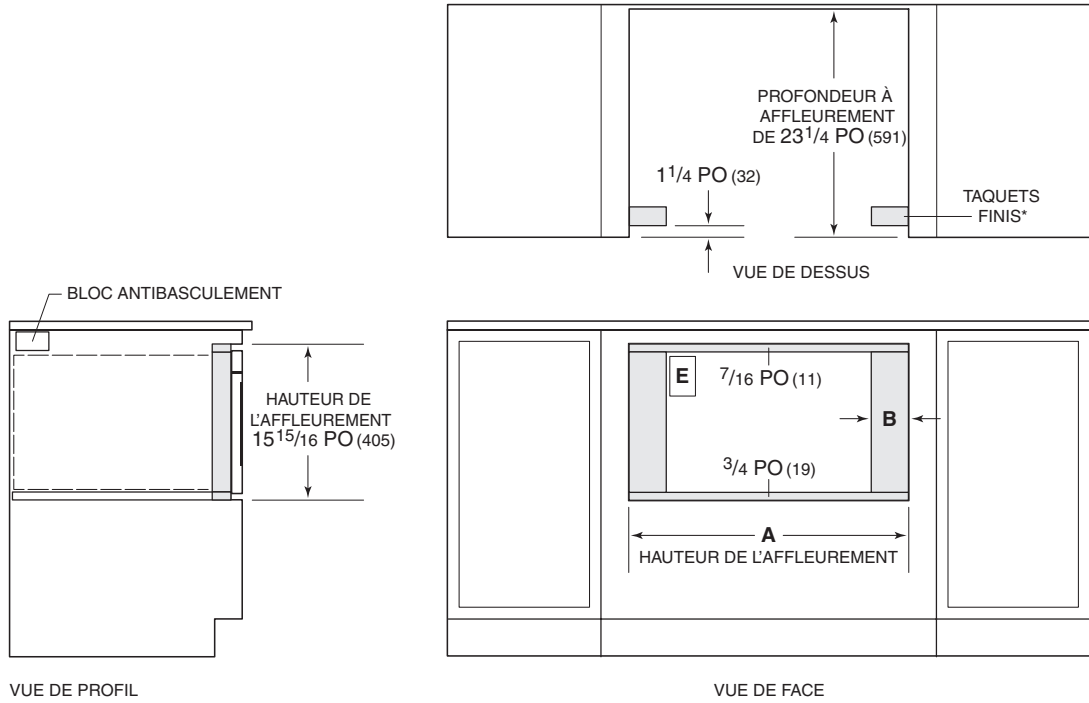 PROFONDEUR À
AFFLEUREMENT
DE 23 1/4 PO (591)
1 1/4 PO (32)
TAQUETS
FINIS*
VUE DE DESSUS
BLOC ANTIBASCULEMENT
HAUTEUR DE
L'AFFLEUREMENT
15 15/16 PO (405)
E
7/16 PO (11)
B
3/4 PO (19)
A
HAUTEUR DE L'AFFLEUREMENT
VUE DE PROFIL
VUE DE FACE